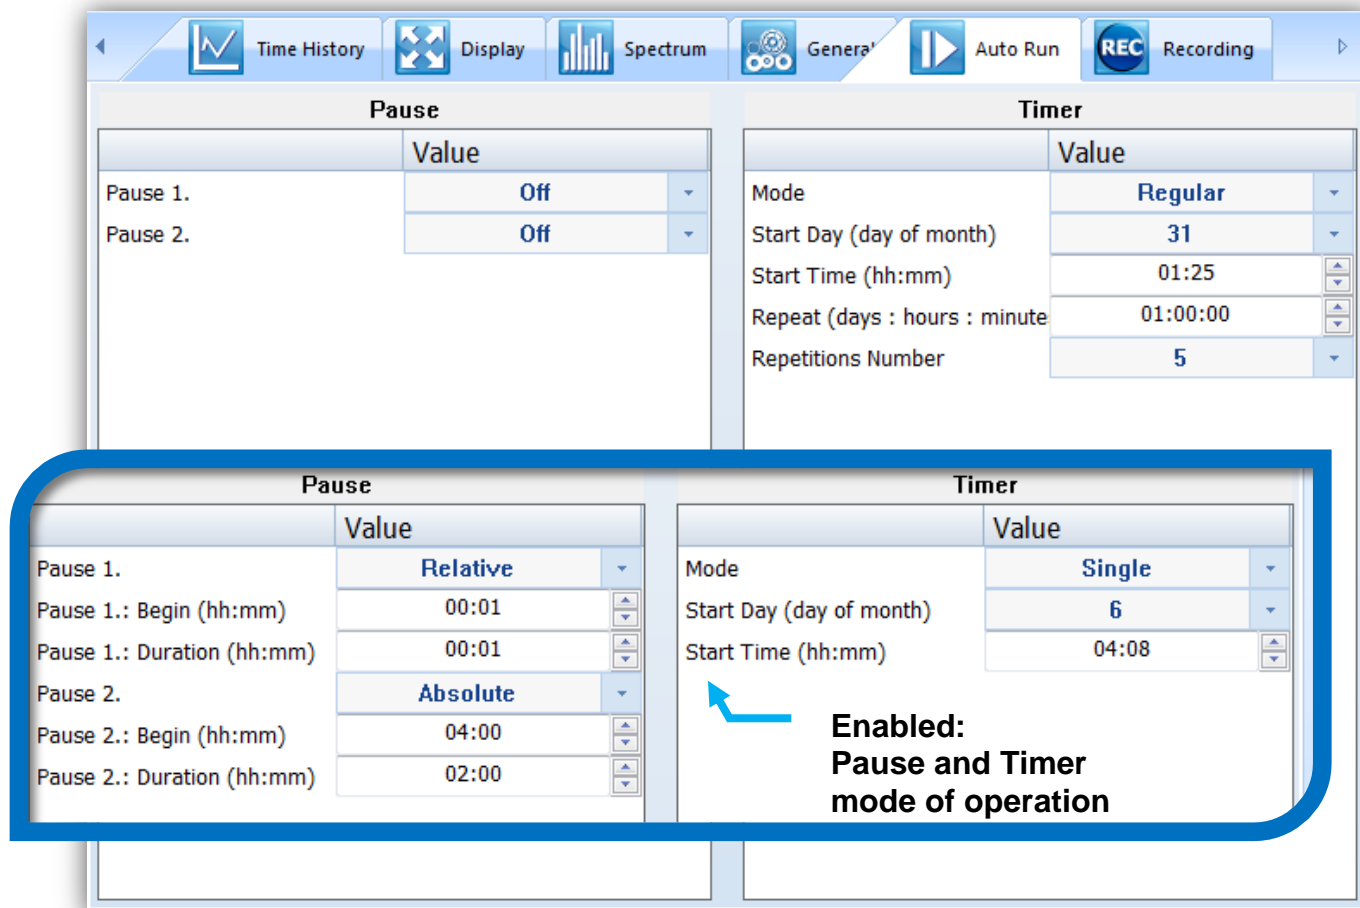 Time History Display Spectrum General Auto Run REC Recording
Pause Timer
Value Value
Pause 1. Off Mode Regular
Pause 2. Off Start Day (day of month) 31
Start Time (hh:mm) 01:25
Repeat (days : hours : minute 01:00:00
Repetitions Number 5
Pause Timer
Value Value
Pause 1. Relative Mode Single
Pause 1.: Begin (hh:mm) 00:01 Start Day (day of month) 6
Pause 1.: Duration (hh:mm) 00:01 Start Time (hh:mm) 04:08
Pause 2. Absolute
Pause 2.: Begin (hh:mm) 04:00
Pause 2.: Duration (hh:mm) 02:00
Enabled:
Pause and Timer
mode of operation